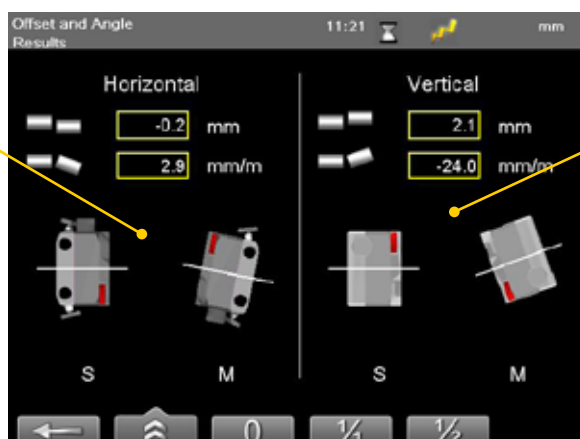 Offset and Angle
Results
11:21
mm
Horizontal
-0.2 mm
2.9 mm/m
S M
Vertical
2.1 mm
-24.0 mm/m
S M
0
1/1
1/2